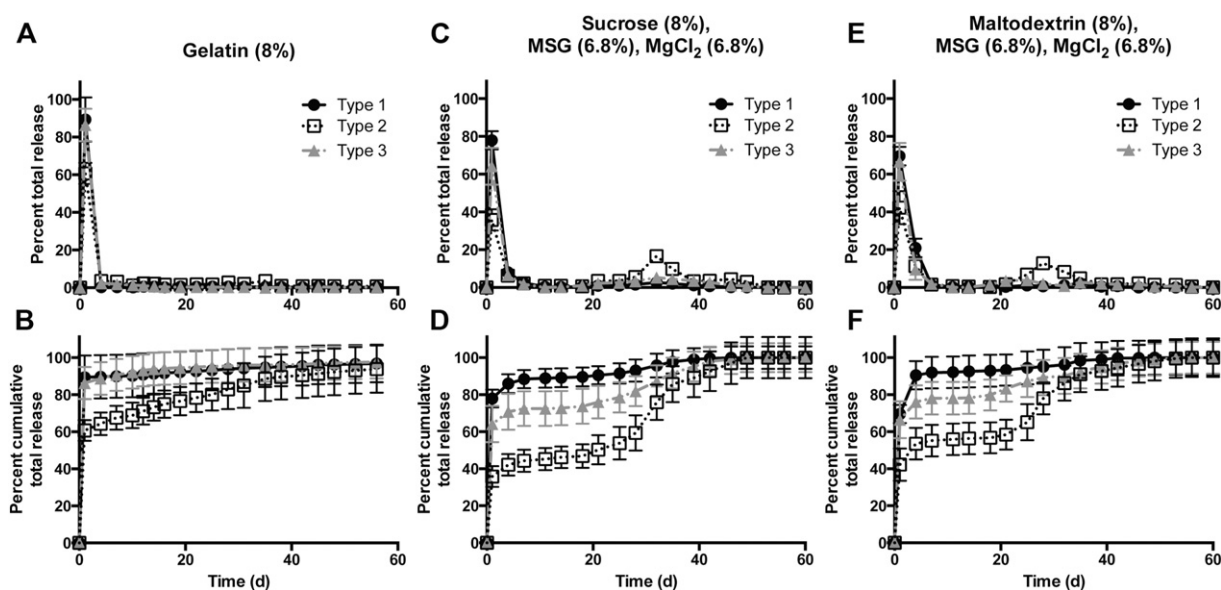 A
Gelatin (8%)
Percent total release
100
80
60
40
20
0
0 20 40 60
Type 1
Type 2
Type 3
B
Percent cumulative
total release
100
80
60
40
20
0
0 20 40 60
Time (d)
C
Sucrose (8%),
MSG (6.8%), MgCl₂ (6.8%)
Percent total release
100
80
60
40
20
0
0 20 40 60
Type 1
Type 2
Type 3
D
Percent cumulative
total release
100
80
60
40
20
0
0 20 40 60
Time (d)
E
Maltodextrin (8%),
MSG (6.8%), MgCl₂ (6.8%)
Percent total release
100
80
60
40
20
0
0 20 40 60
Type 1
Type 2
Type 3
F
Percent cumulative
total release
100
80
60
40
20
0
0 20 40 60
Time (d)